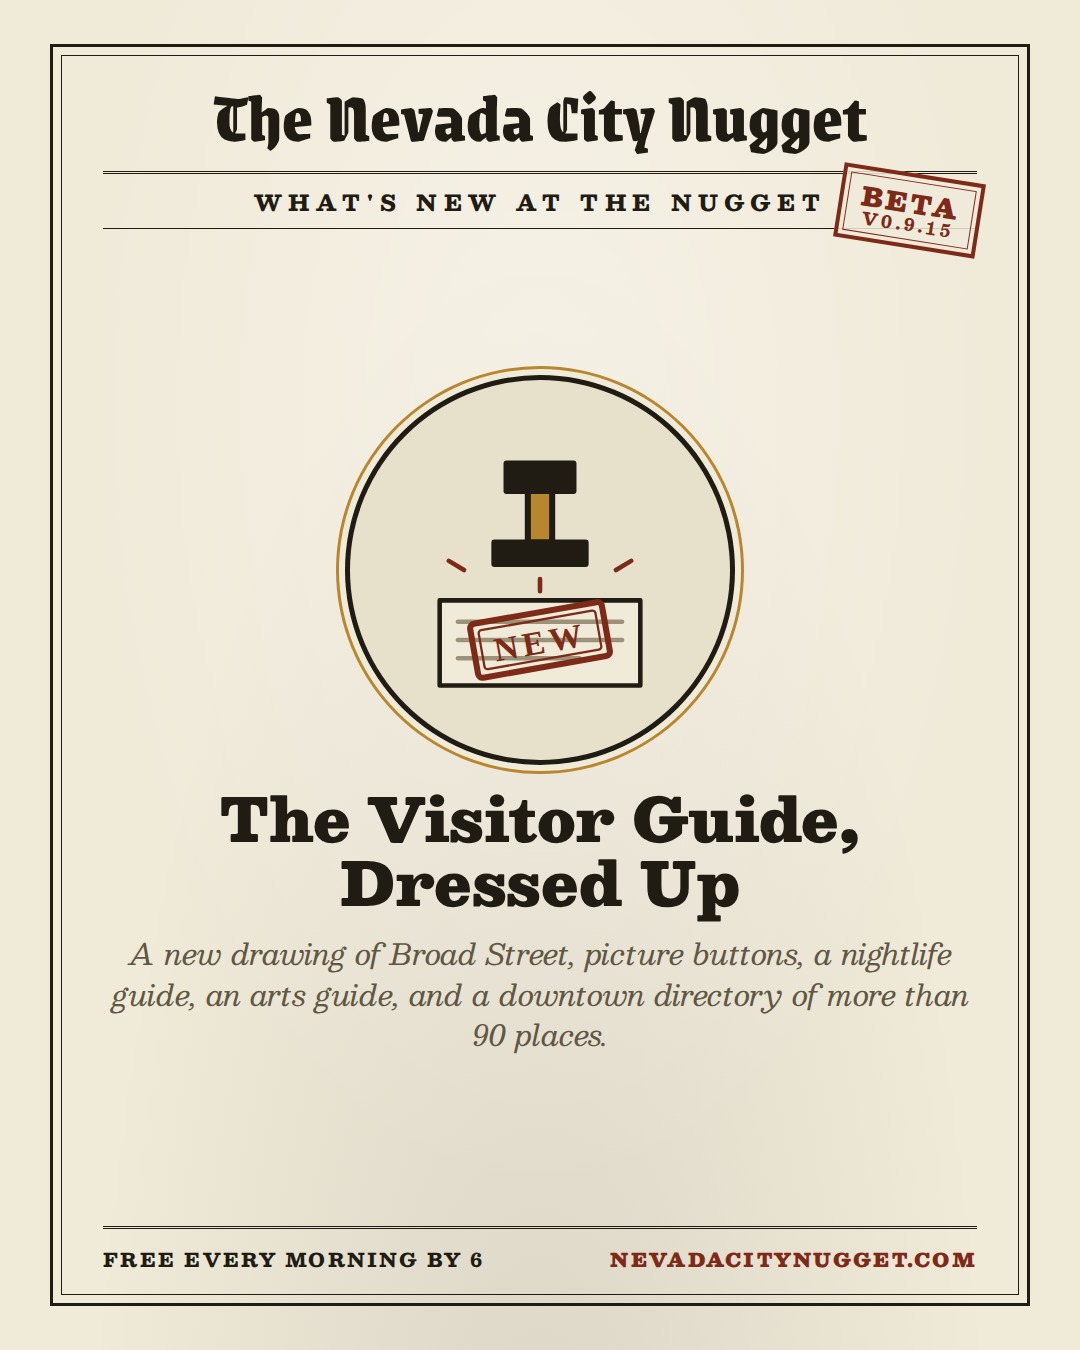 The Nevada City Nugget
WHAT'S NEW AT THE NUGGET
BETA
V0.9.15
NEW
The Visitor Guide,
Dressed Up
A new drawing of Broad Street, picture buttons, a nightlife
guide, an arts guide, and a downtown directory of more than
90 places.
FREE EVERY MORNING BY 6
NEVADACITYNUGGET.COM